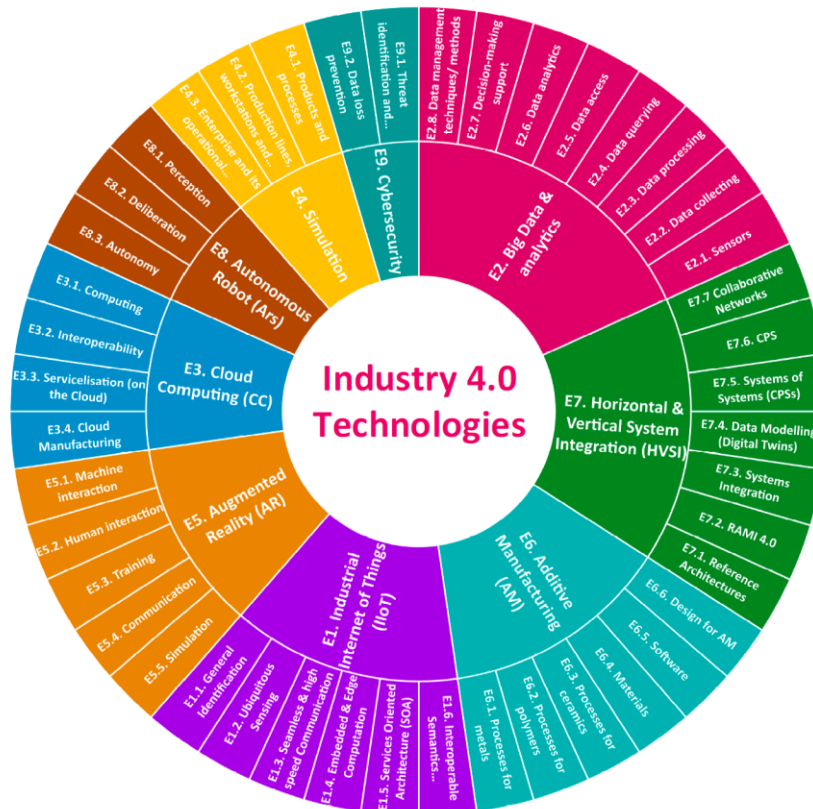 Industry 4.0
Technologies
E2. Big Data &
analytics
E2.8. Data management
techniques/ methods
E2.7. Decision-making
support
E2.6. Data analytics
E2.5. Data access
E2.4. Data querying
E2.3. Data processing
E2.2. Data collecting
E2.1. Sensors
E7. Horizontal &
Vertical System
Integration (HVSI)
E7.7 Collaborative
Networks
E7.6. CPS
E7.5. Systems of
Systems (CPSs)
E7.4. Data Modelling
(Digital Twins)
E7.3. Systems
Integration
E7.2. RAMI 4.0
E7.1. Reference
Architectures
E6. Additive
Manufacturing
(AM)
E6.6. Design for AM
E6.5. Software
E6.4. Materials
E6.3. Processes for
ceramics
E6.2. Processes for
polymers
E6.1. Processes for
metals
E1. Industrial
Internet of Things
(IIoT)
E1.6. Interoperable
Semantics...
E1.5. Services Oriented
Architecture (SOA)
E1.4. Embedded & Edge
Computation
E1.3. Seamless & high
speed Communication
E1.2. Ubiquitous
Sensing
E1.1. General
Identification
E5. Augmented
Reality (AR)
E5.5. Simulation
E5.4. Communication
E5.3. Training
E5.2. Human interaction
E5.1. Machine
interaction
E3. Cloud
Computing (CC)
E3.4. Cloud
Manufacturing
E3.3. Servicelisation (on
the Cloud)
E3.2. Interoperability
E3.1. Computing
E8. Autonomous
Robot (Ars)
E8.3. Autonomy
E8.2. Deliberation
E8.1. Perception
E4. Simulation
E4.3. Enterprise and its
operational...
E4.2. Production lines,
workstations and...
E4.1. Products and
processes
E9. Cybersecurity
E9.2. Data loss
prevention
E9.1. Threat
identification and...